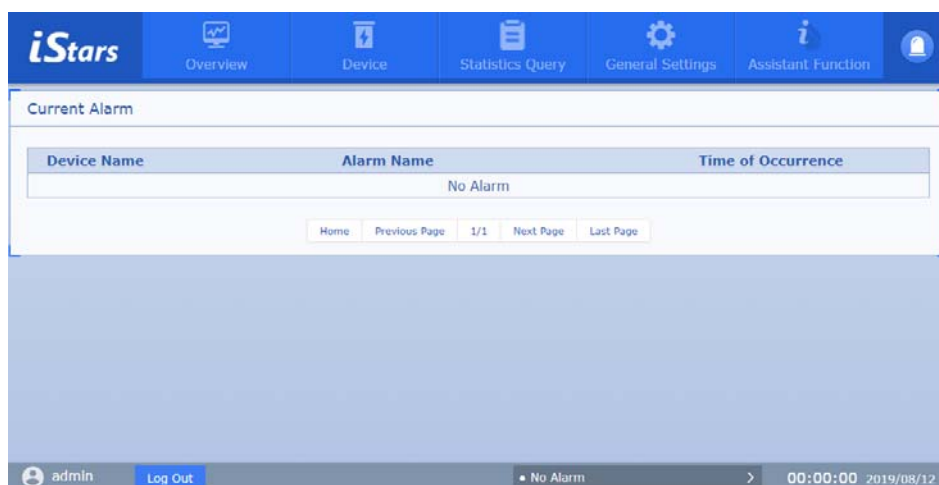 iStars
Overview Device Statistics Query General Settings Assistant Function
Current Alarm
Device Name Alarm Name Time of Occurrence
No Alarm
Home Previous Page 1/1 Next Page Last Page
admin Log Out • No Alarm > 00:00:00 2019/08/12